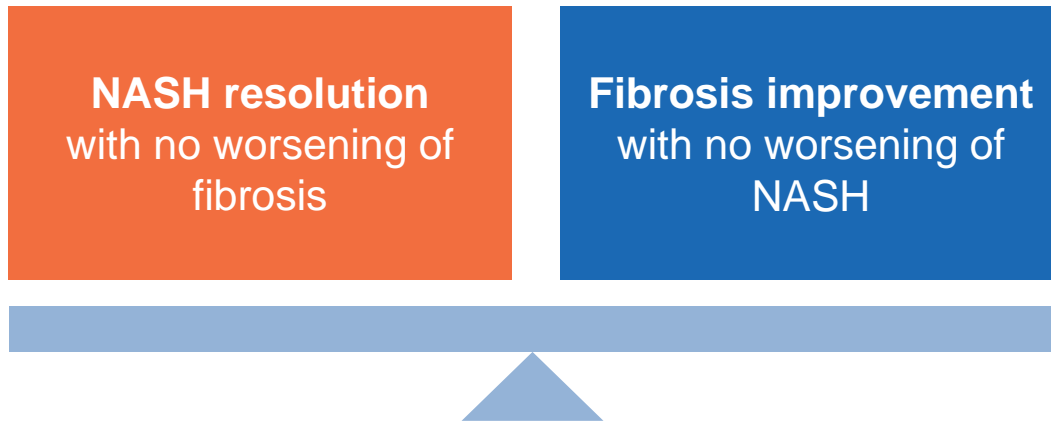 NASH resolution
with no worsening of
fibrosis
Fibrosis improvement
with no worsening of
NASH